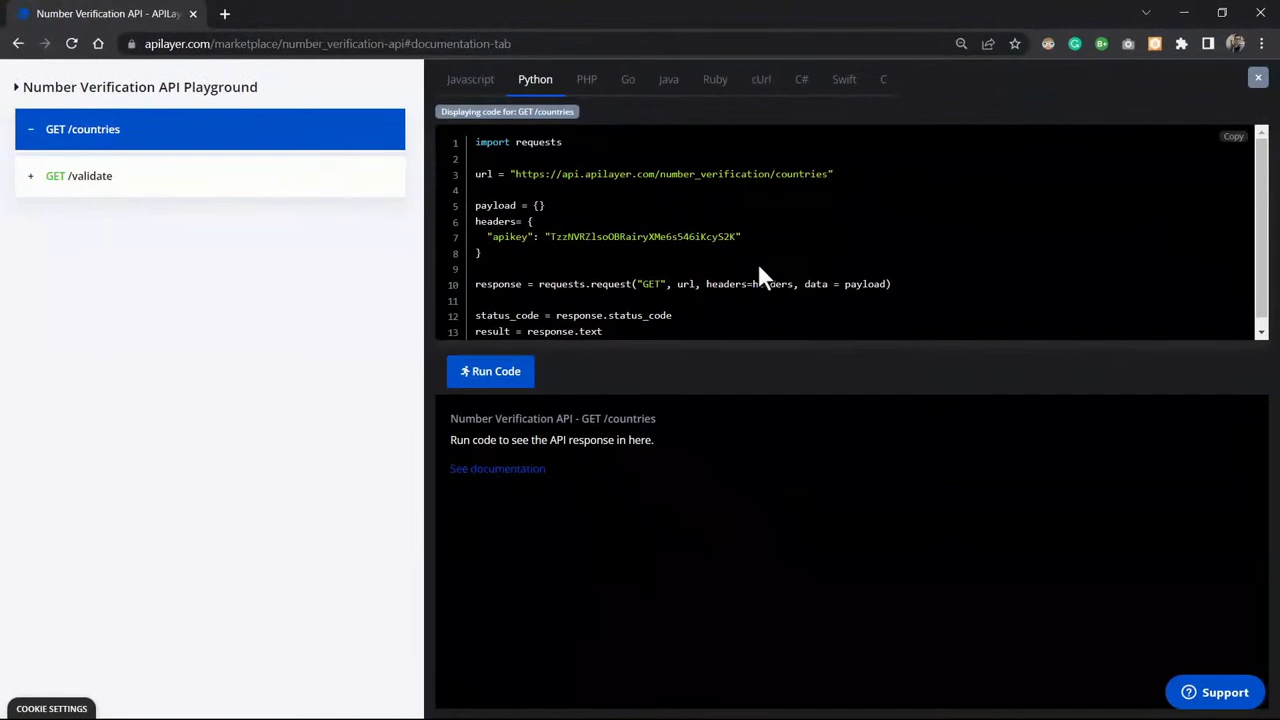 Number Verification API - APILay
apilayer.com/marketplace/number_verification-api#documentation-tab
Number Verification API Playground
GET /countries
GET /validate
Javascript Python PHP Go Java Ruby cUrl C# Swift C
Displaying code for: GET /countries
Copy
1 import requests
2
3 url = "https://api.apilayer.com/number_verification/countries"
4
5 payload = {}
6 headers= {
7 "apikey": "TzzNVRZlsoOBRairyXMe6s546iKcyS2K"
8 }
9
10 response = requests.request("GET", url, headers=headers, data = payload)
11
12 status_code = response.status_code
13 result = response.text
Run Code
Number Verification API - GET /countries
Run code to see the API response in here.
See documentation
COOKIE SETTINGS
Support